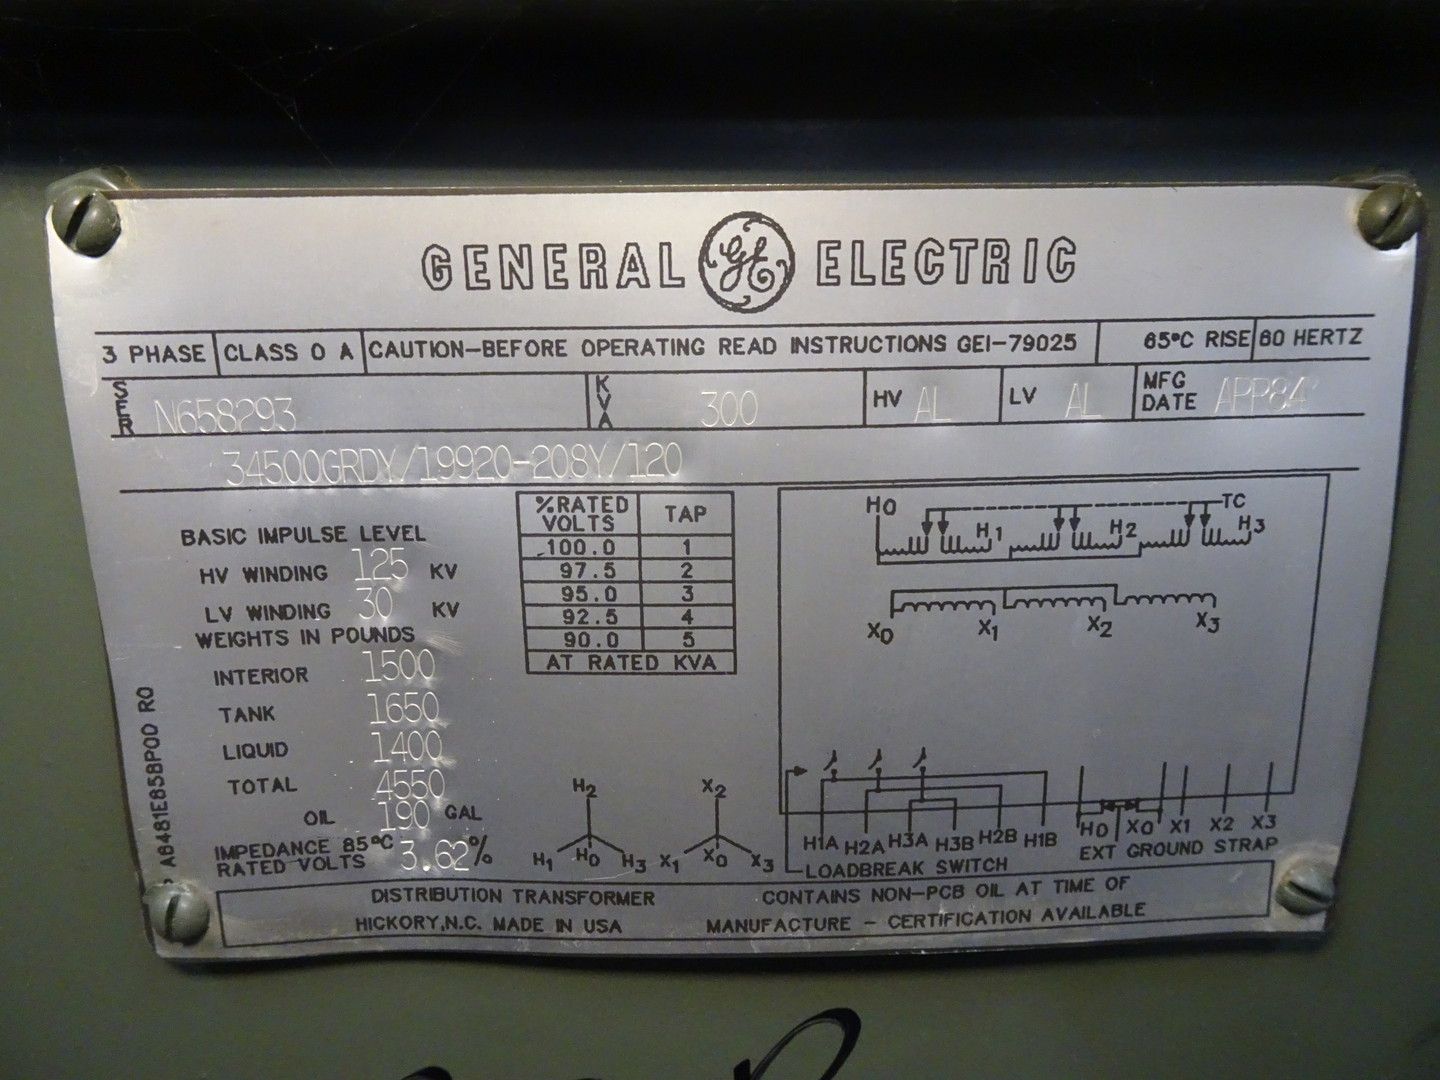 GENERAL GE ELECTRIC
3 PHASE CLASS O A CAUTION-BEFORE OPERATING READ INSTRUCTIONS GEI-79025 65°C RISE 60 HERTZ
SER N658293 KVA 300 HV AL LV AL MFG DATE APR84
34500GRDY/19920-208Y/120
BASIC IMPULSE LEVEL
HV WINDING 125 KV
LV WINDING 30 KV
WEIGHTS IN POUNDS
INTERIOR 1500
TANK 1650
LIQUID 1400
TOTAL 4550
OIL 190 GAL
IMPEDANCE 85°C
RATED VOLTS 3.62%
%RATED VOLTS TAP
100.0 1
97.5 2
95.0 3
92.5 4
90.0 5
AT RATED KVA
H0 H1 H2 H3 TC
X0 X1 X2 X3
H2
H1 H0 H3
X2
X1 X0 X3
H1A H2A H3A H3B H2B H1B H0 X0 X1 X2 X3
LOADBREAK SWITCH
EXT GROUND STRAP
AB481E858P00 R0
DISTRIBUTION TRANSFORMER
HICKORY,N.C. MADE IN USA
CONTAINS NON-PCB OIL AT TIME OF
MANUFACTURE - CERTIFICATION AVAILABLE